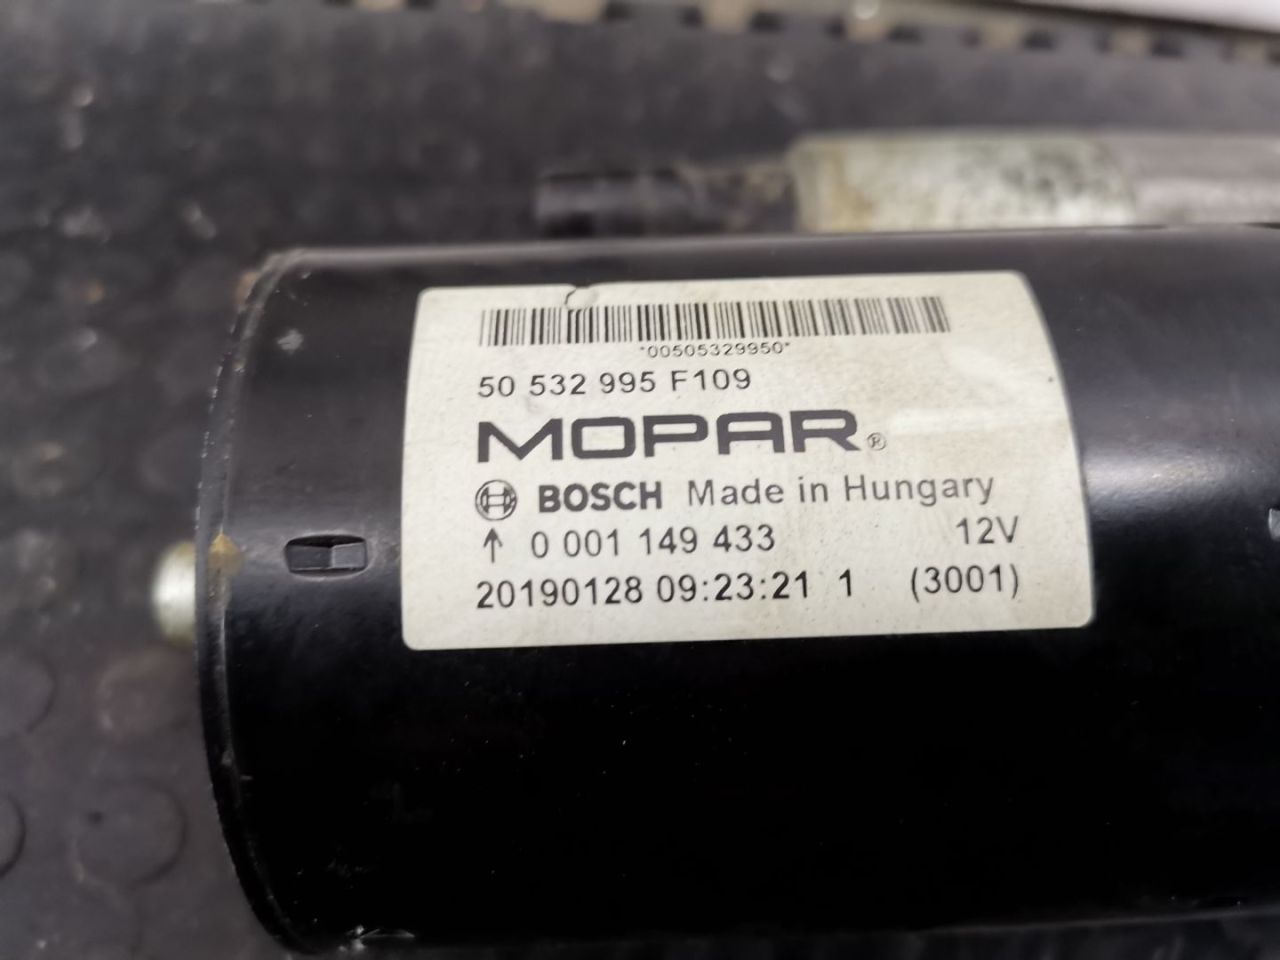 *00505329950*
50 532 995 F109
MOPAR®
BOSCH Made in Hungary
↑ 0 001 149 433 12V
20190128 09:23:21 1 (3001)